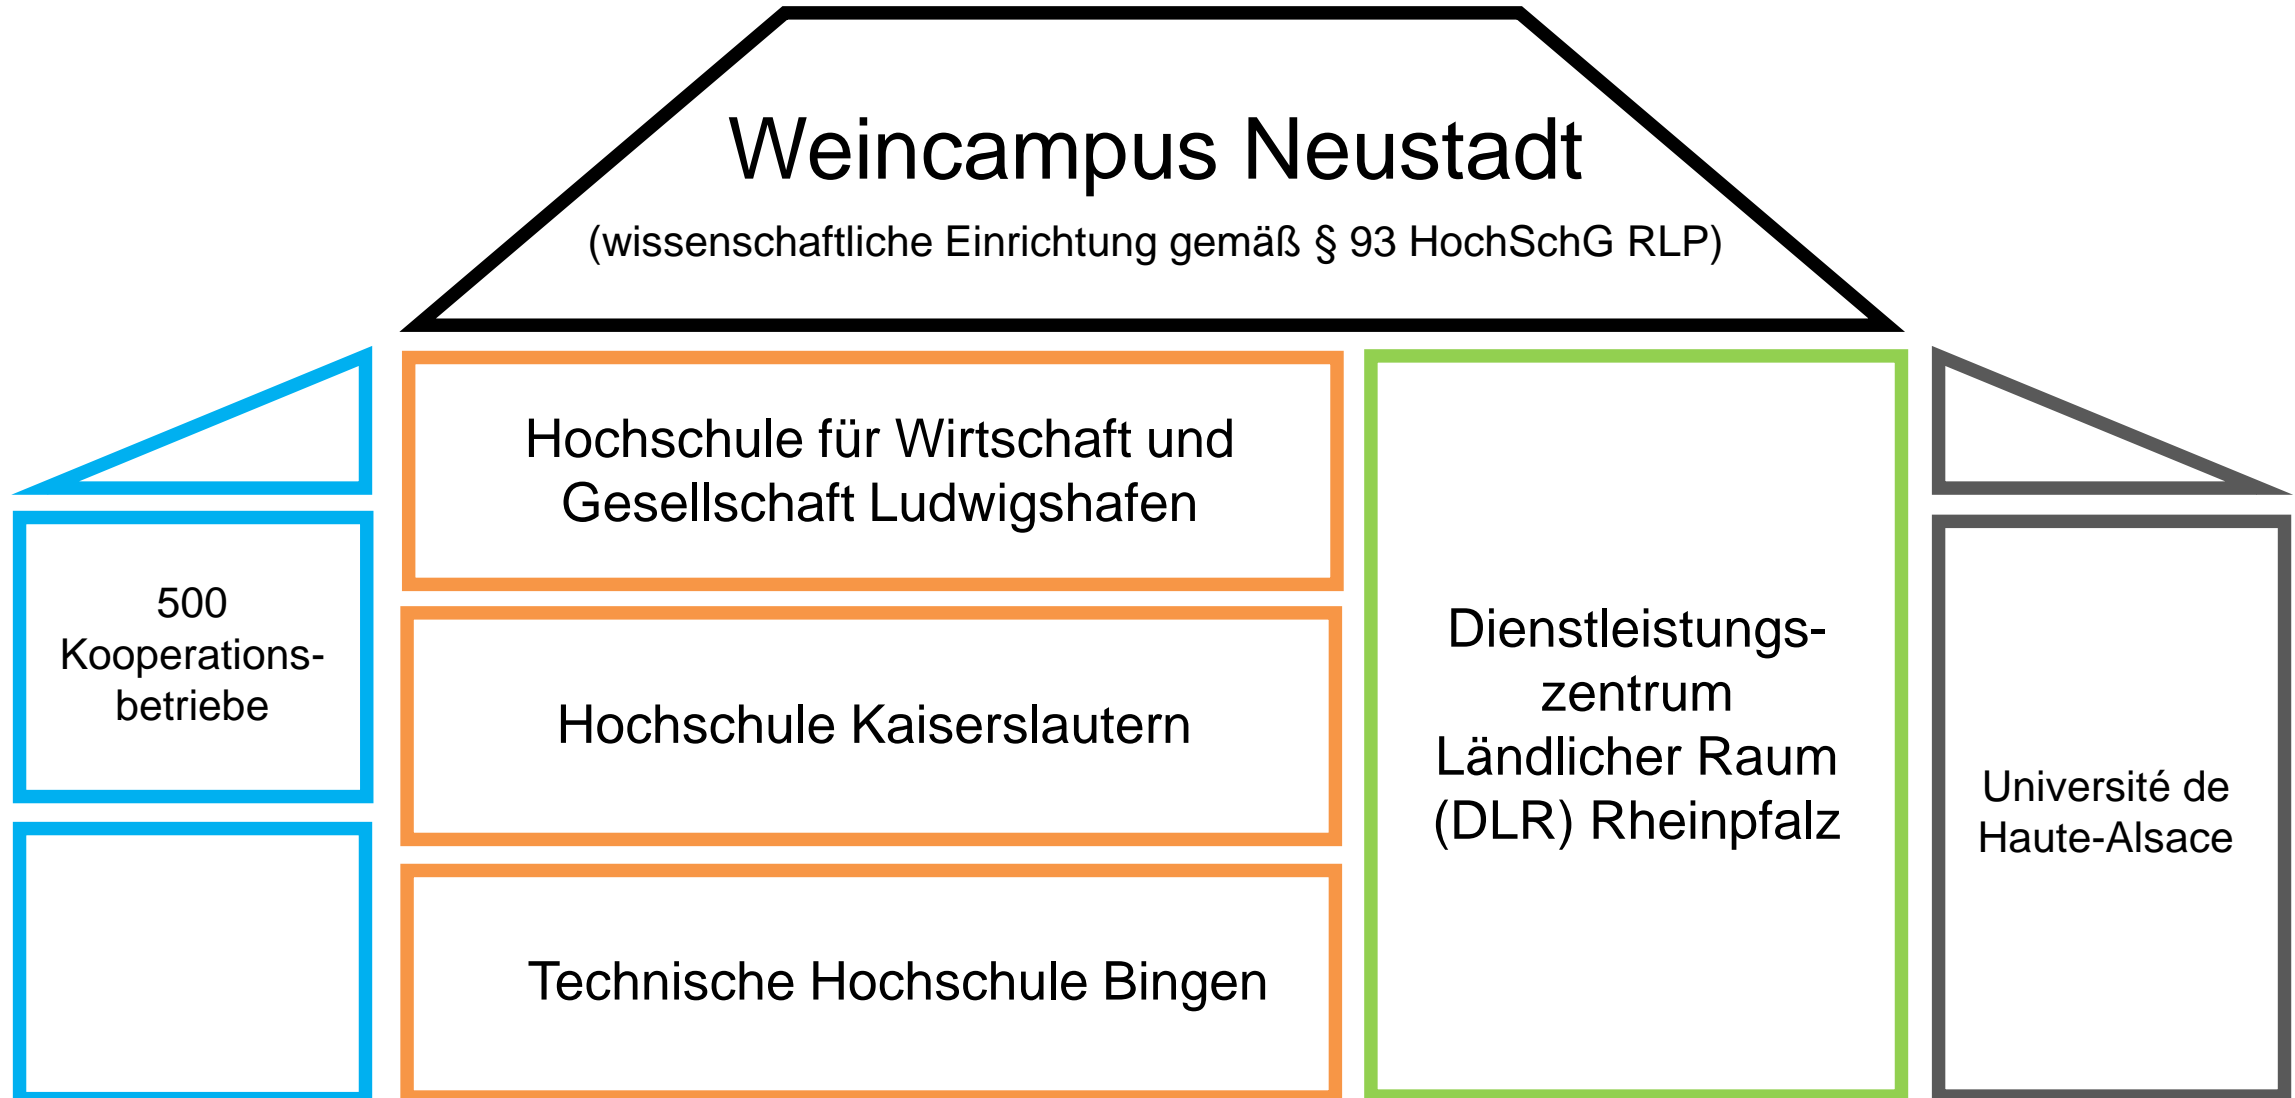 Weincampus Neustadt
(wissenschaftliche Einrichtung gemäß § 93 HochSchG RLP)
500
Kooperations-
betriebe
Hochschule für Wirtschaft und
Gesellschaft Ludwigshafen
Hochschule Kaiserslautern
Technische Hochschule Bingen
Dienstleistungs-
zentrum
Ländlicher Raum
(DLR) Rheinpfalz
Université de
Haute-Alsace